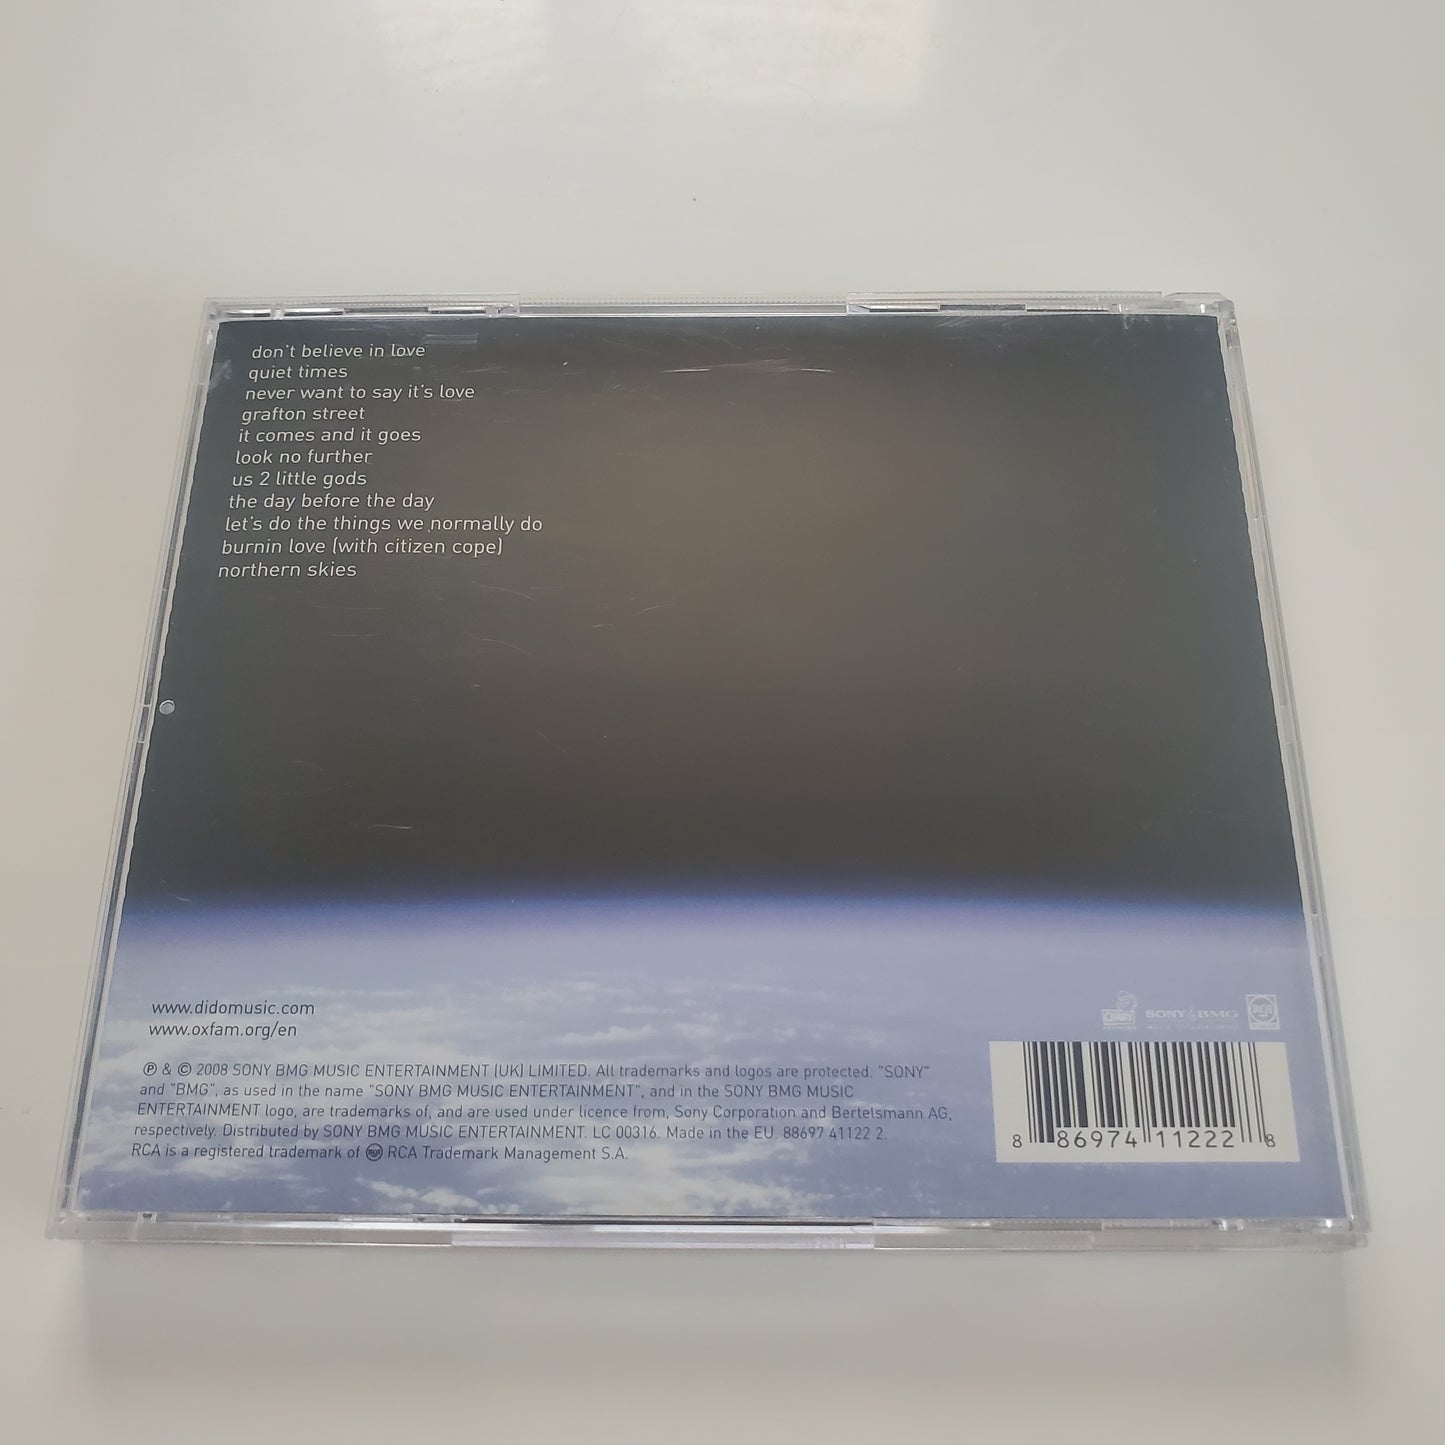 don't believe in love
quiet times
never want to say it's love
grafton street
it comes and it goes
look no further
us 2 little gods
the day before the day
let's do the things we normally do
burnin love (with citizen cope)
northern skies
www.didomusic.com
www.oxfam.org/en
SONY BMG
RCA
℗ & © 2008 SONY BMG MUSIC ENTERTAINMENT (UK) LIMITED. All trademarks and logos are protected. "SONY"
and "BMG", as used in the name "SONY BMG MUSIC ENTERTAINMENT", and in the SONY BMG MUSIC
ENTERTAINMENT logo, are trademarks of, and are used under licence from, Sony Corporation and Bertelsmann AG,
respectively. Distributed by SONY BMG MUSIC ENTERTAINMENT. LC 00316. Made in the EU. 88697 41122 2.
RCA is a registered trademark of RCA Trademark Management S.A.
8 86974 11222 8